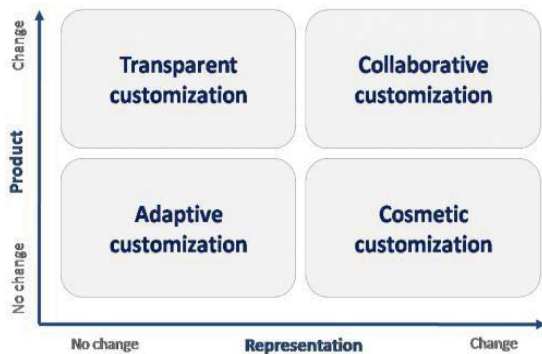 Change
Product
No change
Transparent
customization
Collaborative
customization
Adaptive
customization
Cosmetic
customization
No change
Representation
Change